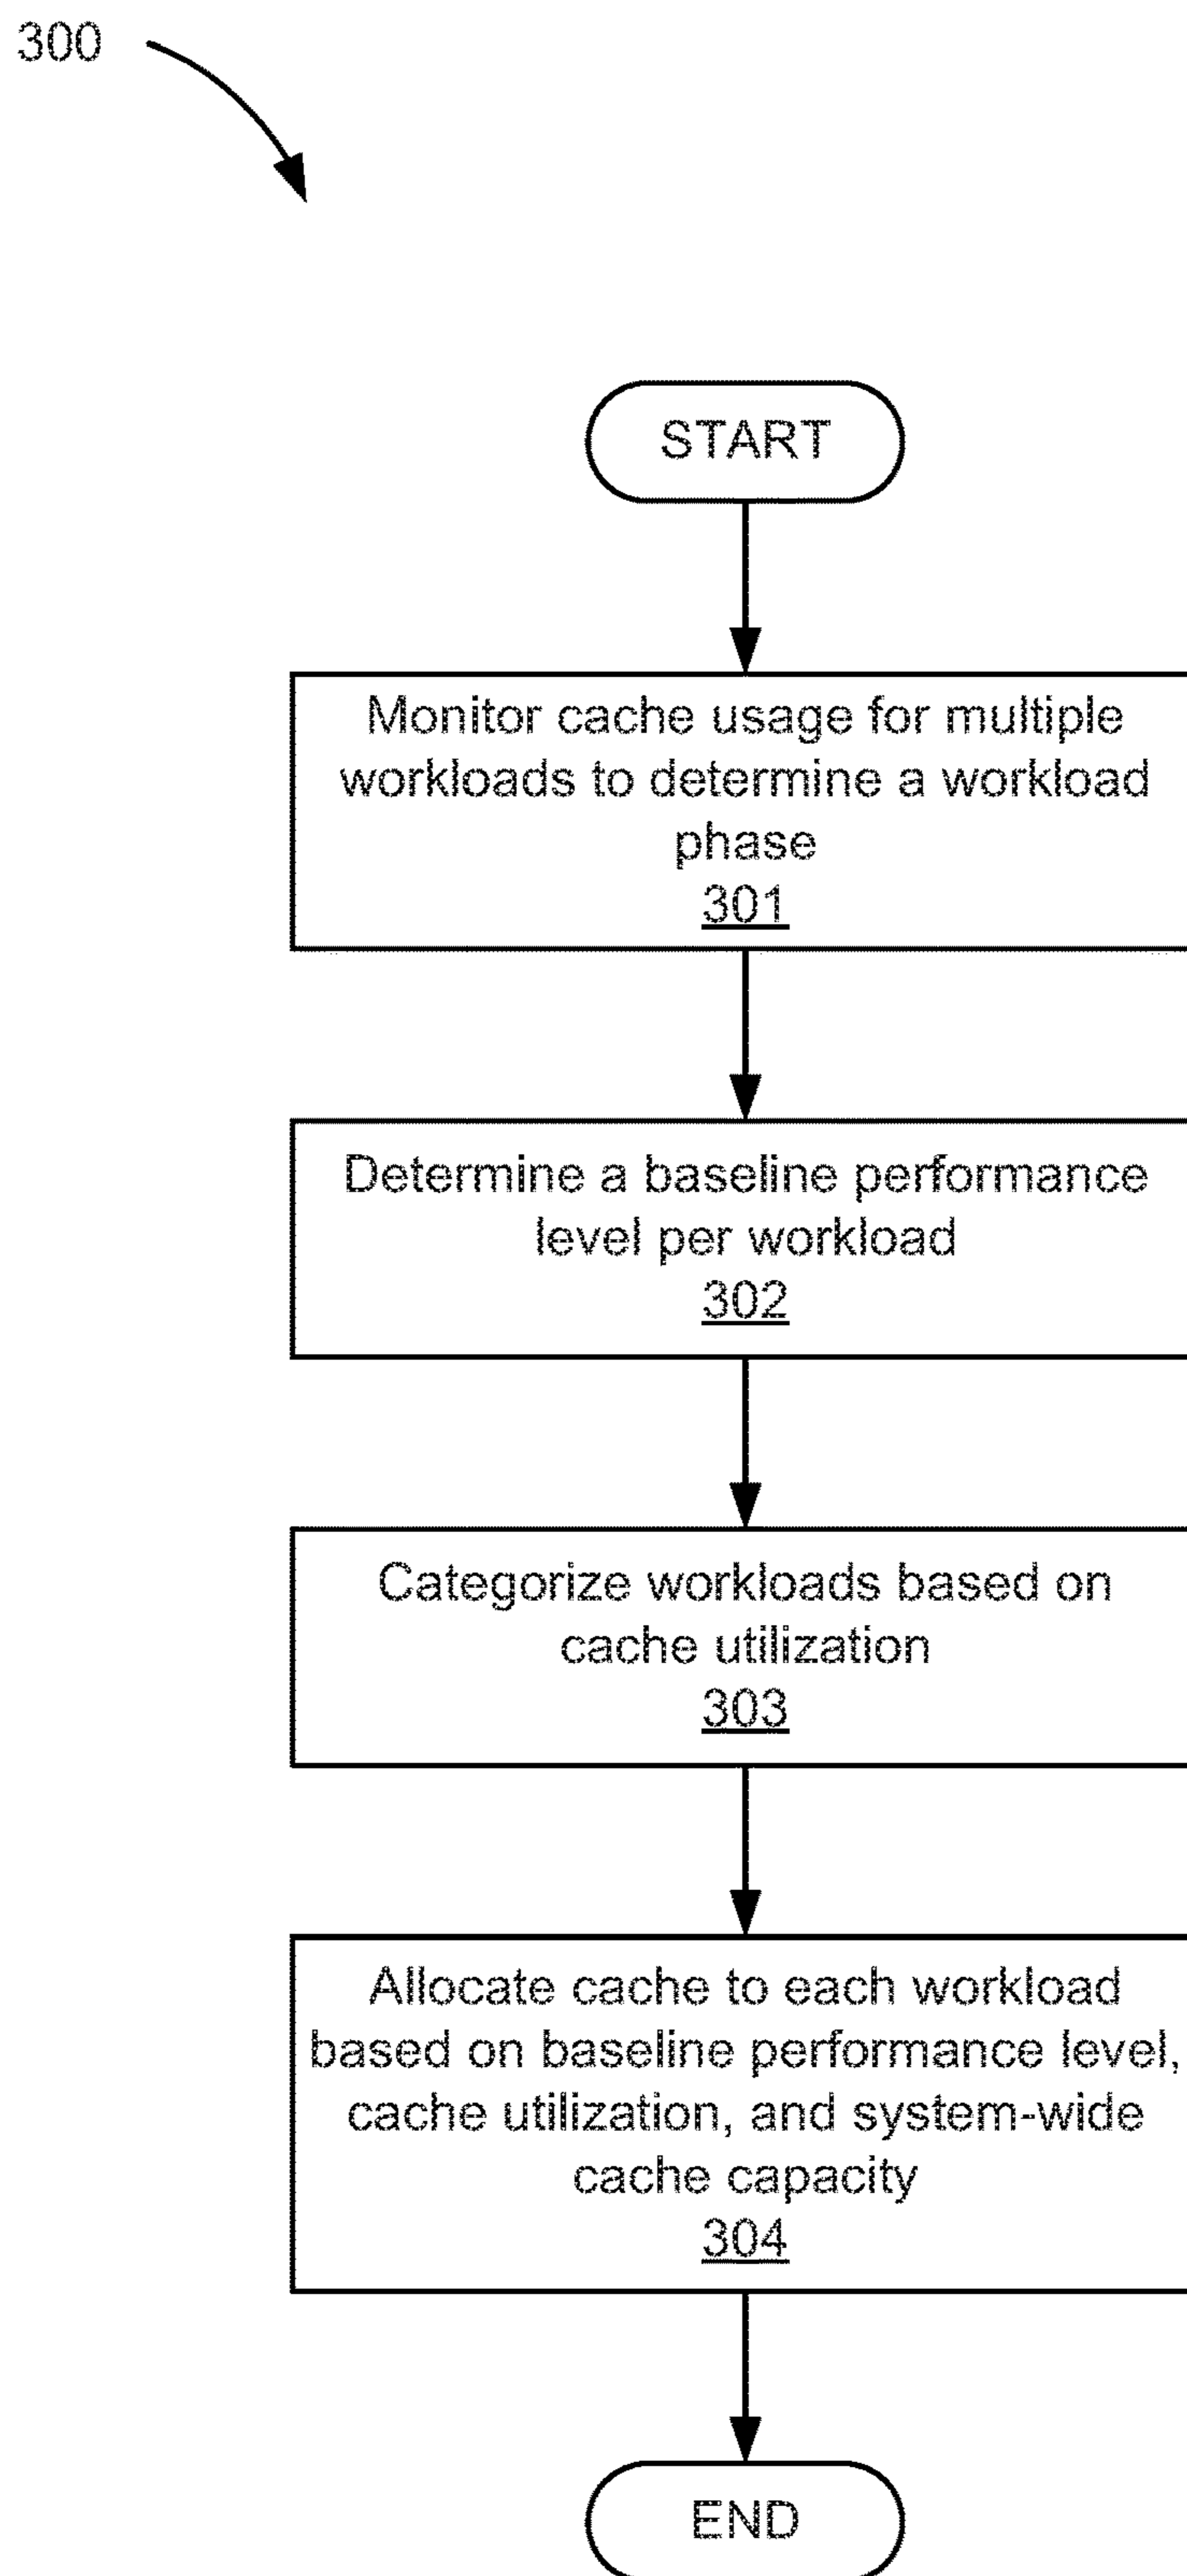 300
START
Monitor cache usage for multiple
workloads to determine a workload
phase
301
Determine a baseline performance
level per workload
302
Categorize workloads based on
cache utilization
303
Allocate cache to each workload
based on baseline performance level,
cache utilization, and system-wide
cache capacity
304
END